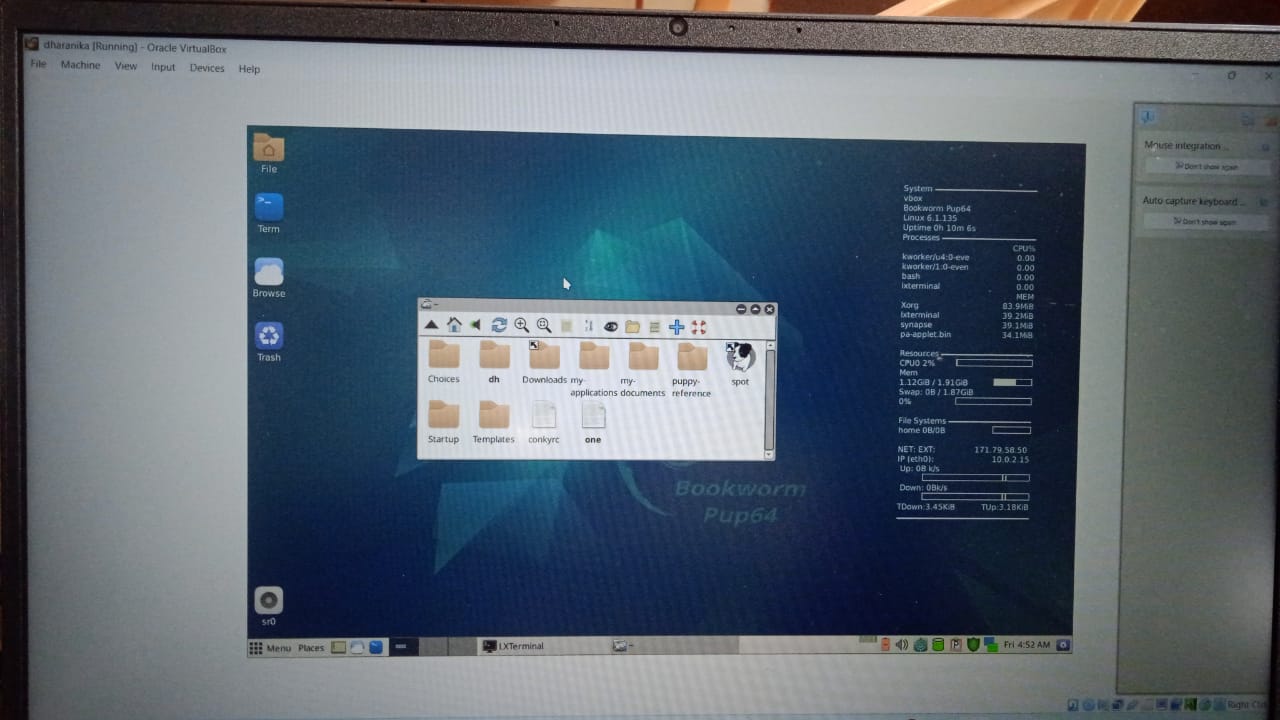 dharanika [Running] - Oracle VirtualBox
File Machine View Input Devices Help
File
Term
Browse
Trash
sr0
Choices dh Downloads my-applications my-documents puppy-reference spot
Startup Templates conkyrc one
Bookworm
Pup64
System
vbox
Bookworm Pup64
Linux 6.1.135
Uptime 0h 10m 6s
Processes
CPU%
kworker/u4:0-eve 0.00
kworker/1:0-even 0.00
bash 0.00
lxterminal 0.00
MEM
Xorg 83.9MiB
lxterminal 39.2MiB
synapse 39.1MiB
pa-applet.bin 34.1MiB
Resources
CPU0 2%
Mem
1.12GiB / 1.91GiB
Swap: 0B / 1.87GiB
0%
File Systems
home 0B/0B
NET: EXT: 171.79.58.50
IP (eth0): 10.0.2.15
Up: 0B k/s
Down: 0Bk/s
TDown:3.45KiB TUp:3.18KiB
Mouse integration ...
Don't show again
Auto capture keyboard ...
Don't show again
Menu Places LXTerminal ~ Fri 4:52 AM
Right Ctrl